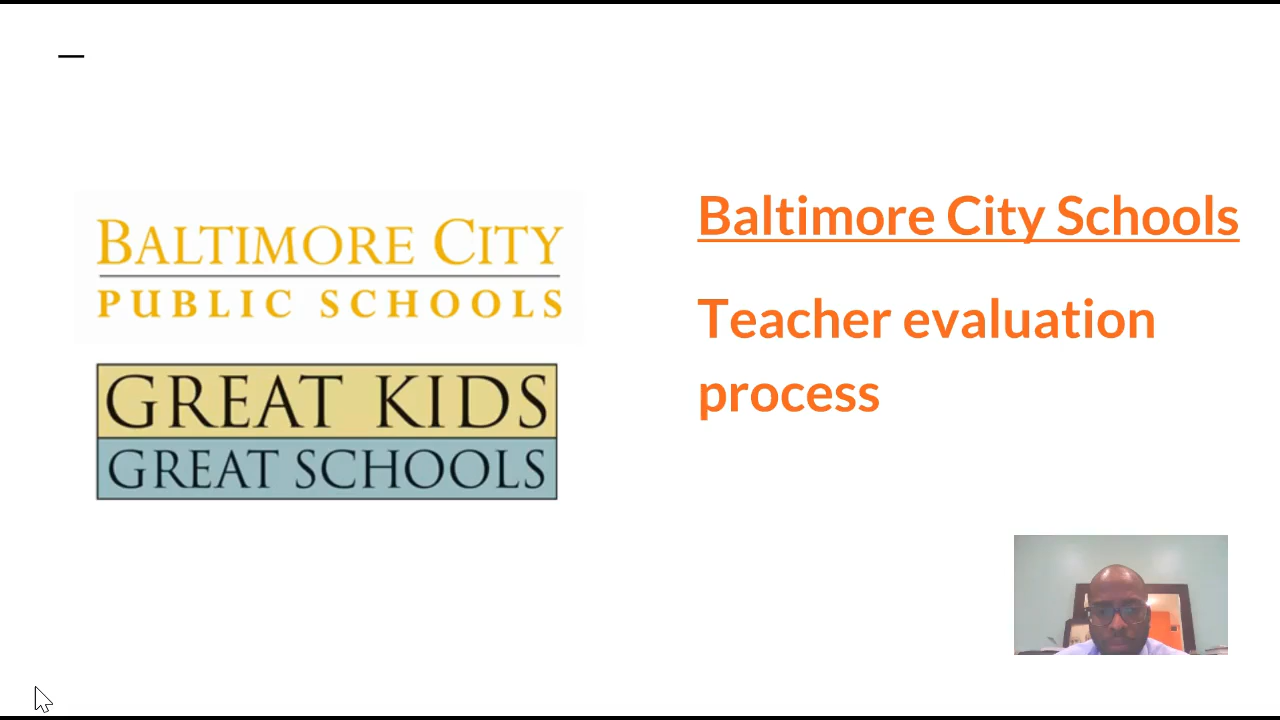 BALTIMORE CITY
PUBLIC SCHOOLS
GREAT KIDS
GREAT SCHOOLS
Baltimore City Schools
Teacher evaluation
process